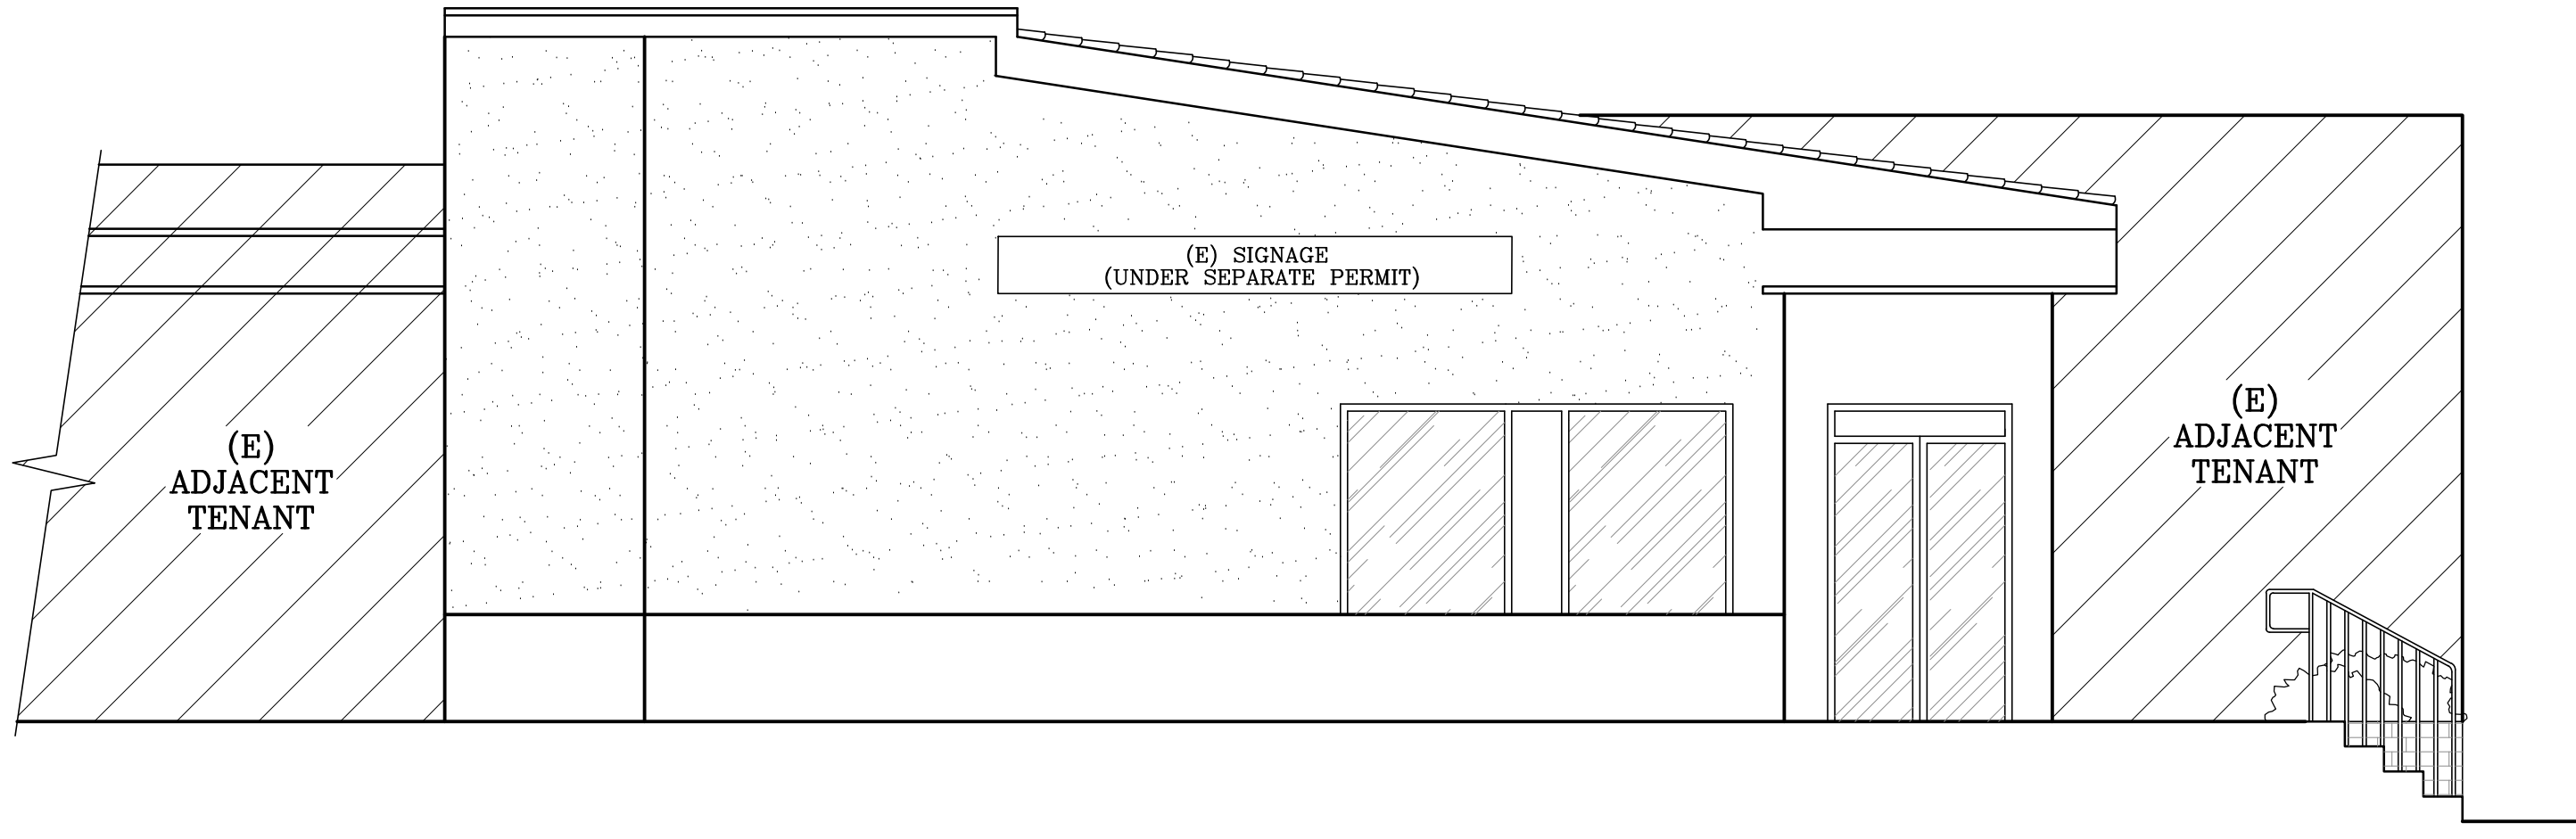 (E) SIGNAGE
(UNDER SEPARATE PERMIT)
(E)
ADJACENT
TENANT
(E)
ADJACENT
TENANT